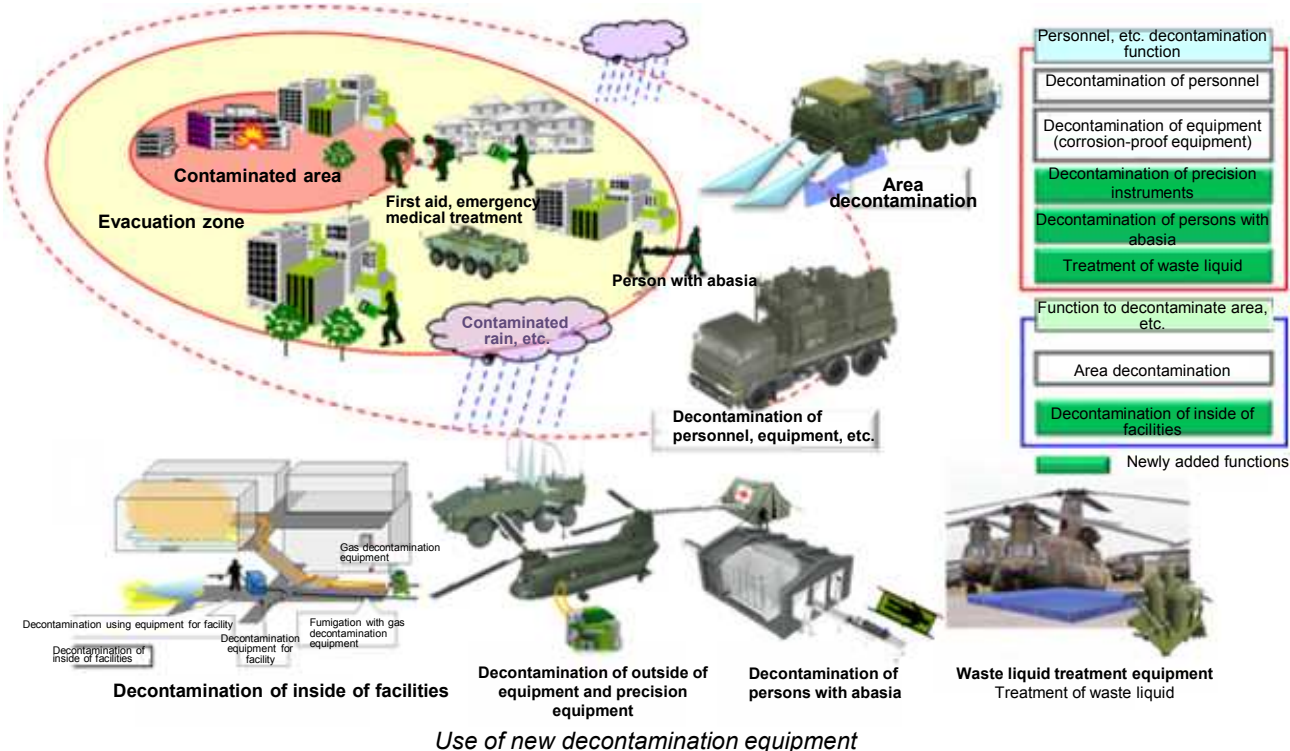 Contaminated area
Evacuation zone
First aid, emergency
medical treatment
Person with abasia
Contaminated
rain, etc.
Area
decontamination
Decontamination of
personnel, equipment, etc.
Personnel, etc. decontamination
function
Decontamination of personnel
Decontamination of equipment
(corrosion-proof equipment)
Decontamination of precision
instruments
Decontamination of persons with
abasia
Treatment of waste liquid
Function to decontaminate area,
etc.
Area decontamination
Decontamination of inside of
facilities
Newly added functions
Gas decontamination
equipment
Decontamination using equipment for facility
Decontamination
equipment for
facility
Fumigation with gas
decontamination
equipment
Decontamination of
inside of facilities
Decontamination of inside of facilities
Decontamination of outside of
equipment and precision
equipment
Decontamination of
persons with abasia
Waste liquid treatment equipment
Treatment of waste liquid
Use of new decontamination equipment